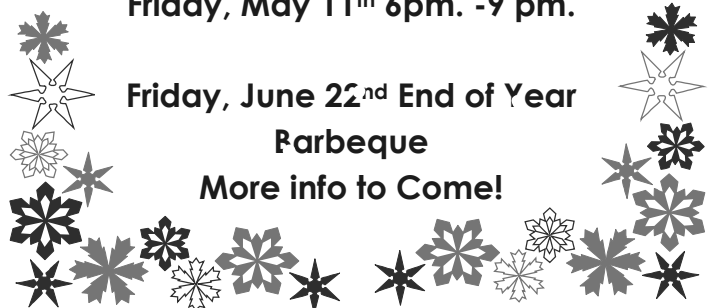 Friday, May 11th 6pm. -9 pm.
Friday, June 22nd End of Year
Barbeque
More info to Come!